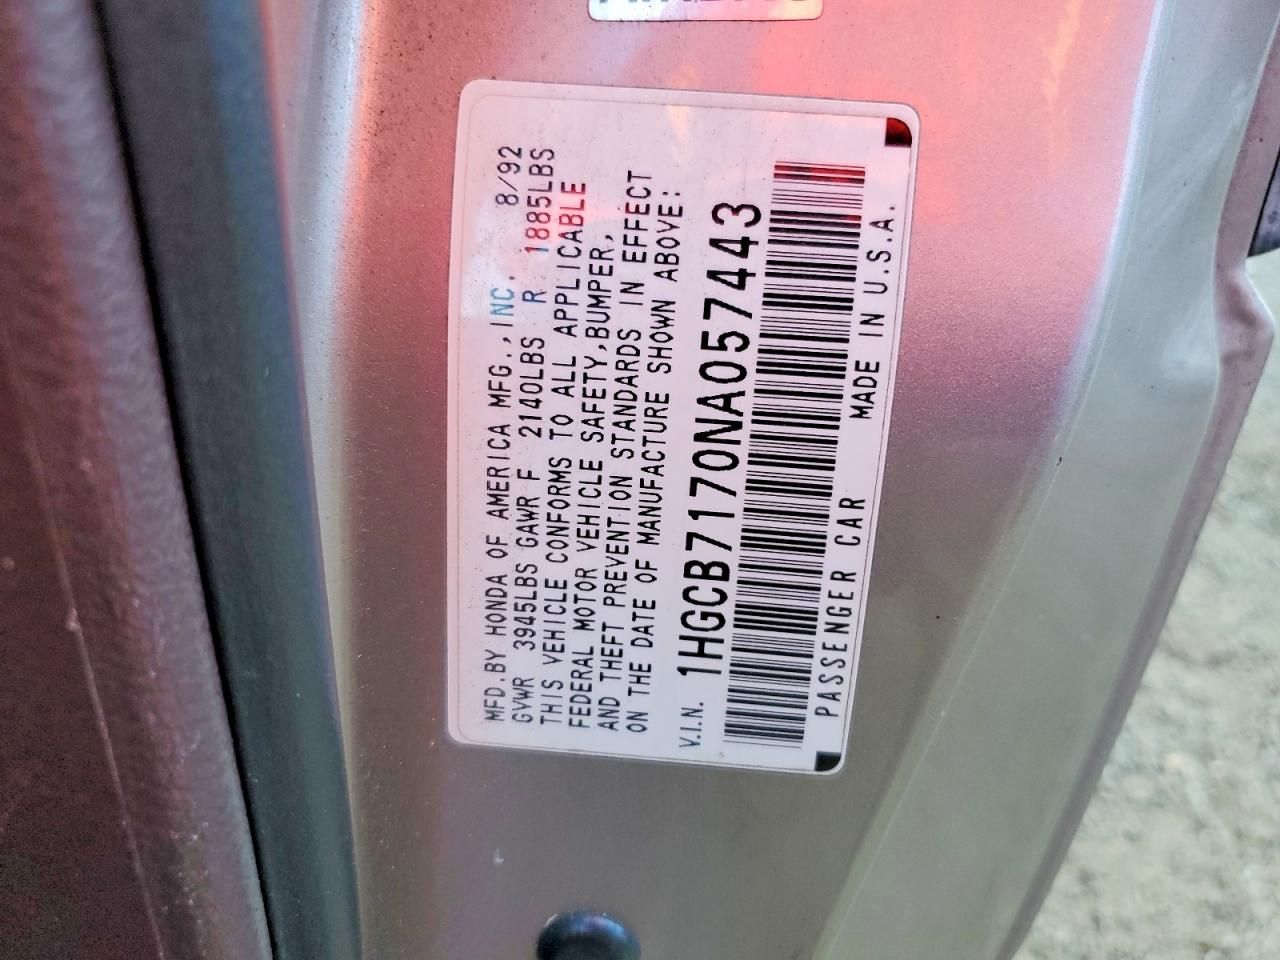 MFD.BY HONDA OF AMERICA MFG.,INC. 8/92
GVWR 3945LBS GAWR F 2140LBS R 1885LBS
THIS VEHICLE CONFORMS TO ALL APPLICABLE
FEDERAL MOTOR VEHICLE SAFETY,BUMPER,
AND THEFT PREVENTION STANDARDS IN EFFECT
ON THE DATE OF MANUFACTURE SHOWN ABOVE:
V.I.N. 1HGCB7170NA057443
PASSENGER CAR MADE IN U.S.A.